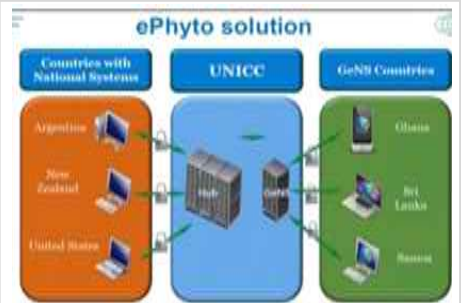 ePhyto solution
Countries with
National Systems
UNICC
GeNS Countries
Argentina
New
Zealand
United States
Hub
GeNS
Ghana
Sri
Lanka
Samoa